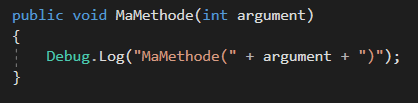 public void MaMethode(int argument)
{
    Debug.Log("MaMethode(" + argument + ")");
}